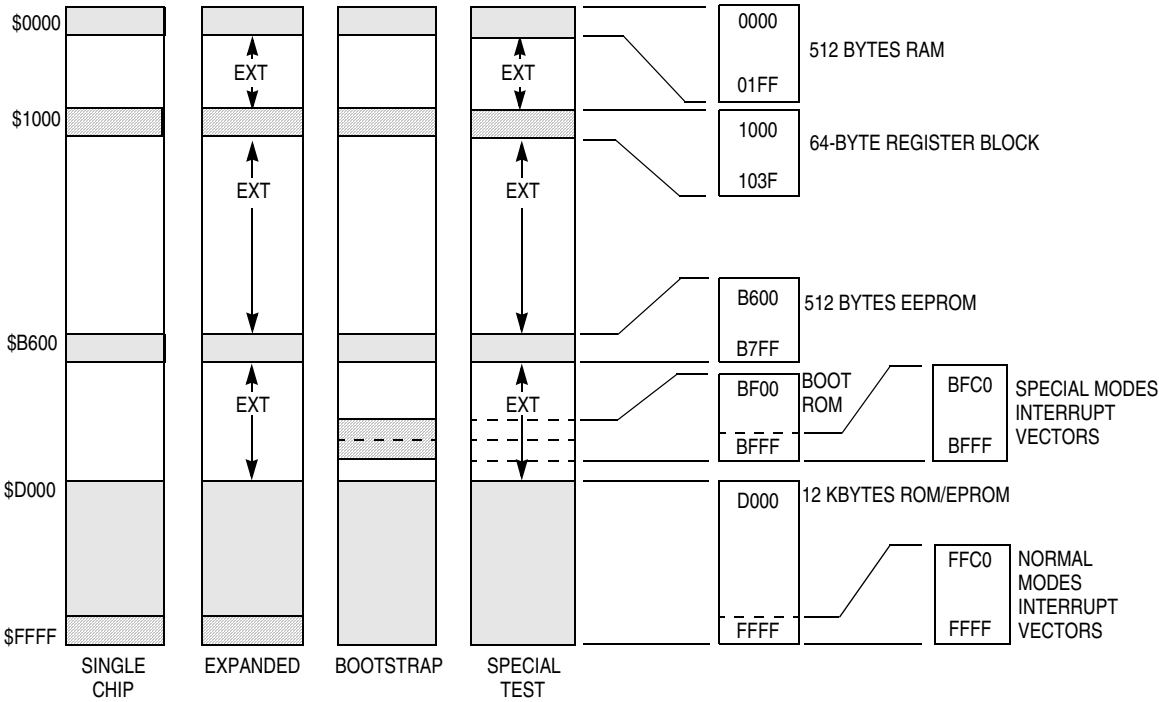 $0000
$1000
$B600
$D000
$FFFF
EXT
EXT
EXT
EXT
EXT
EXT
SINGLE
CHIP
EXPANDED
BOOTSTRAP
SPECIAL
TEST
0000
01FF
512 BYTES RAM
1000
103F
64-BYTE REGISTER BLOCK
B600
B7FF
512 BYTES EEPROM
BF00
BFFF
BOOT
ROM
BFC0
BFFF
SPECIAL MODES
INTERRUPT
VECTORS
D000
FFFF
12 KBYTES ROM/EPROM
FFC0
FFFF
NORMAL
MODES
INTERRUPT
VECTORS